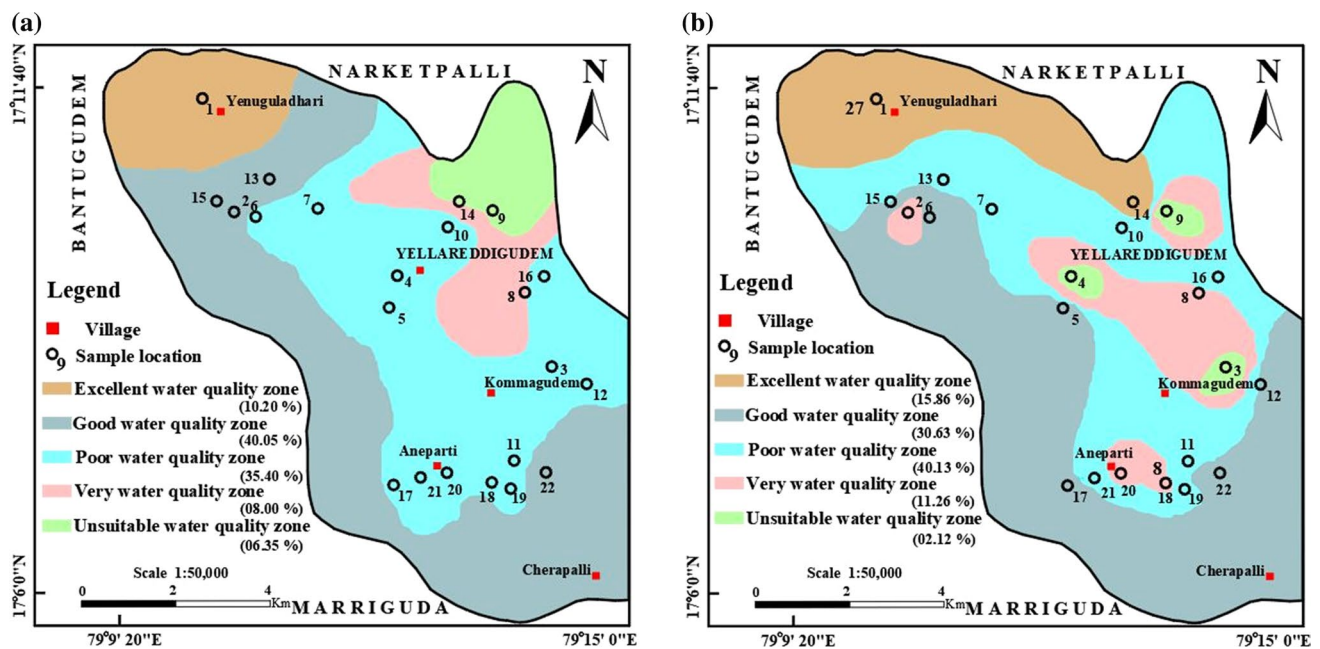 (a)
NARKETPALLI
N
17°11'40"N
BANTUGUDEM
1 Yenuguladhari
13
15
2
6
7
14
9
10
YELLAREDDIGUDEM
4
16
8
5
3
Kommagudem
12
Aneparti
11
17
21
20
18
19
22
Cherapalli
Legend
Village
9 Sample location
Excellent water quality zone
(10.20 %)
Good water quality zone
(40.05 %)
Poor water quality zone
(35.40 %)
Very water quality zone
(08.00 %)
Unsuitable water quality zone
(06.35 %)
Scale 1:50,000
0 2 4
Km
MARRIGUDA
17°6'0"N
79°9'20"E
79°15' 0"E
(b)
NARKETPALLI
N
17°11'40"N
BANTUGUDEM
27 1 Yenuguladhari
13
15
2
6
7
14
9
10
YELLAREDDIGUDEM
4
16
8
5
3
Kommagudem
12
Aneparti
11
8
17
21
20
18
19
22
Cherapalli
Legend
Village
9 Sample location
Excellent water quality zone
(15.86 %)
Good water quality zone
(30.63 %)
Poor water quality zone
(40.13 %)
Very water quality zone
(11.26 %)
Unsuitable water quality zone
(02.12 %)
Scale 1:50,000
0 2 4
Km
MARRIGUDA
17°6'0"N
79°9'20"E
79°15' 0"E